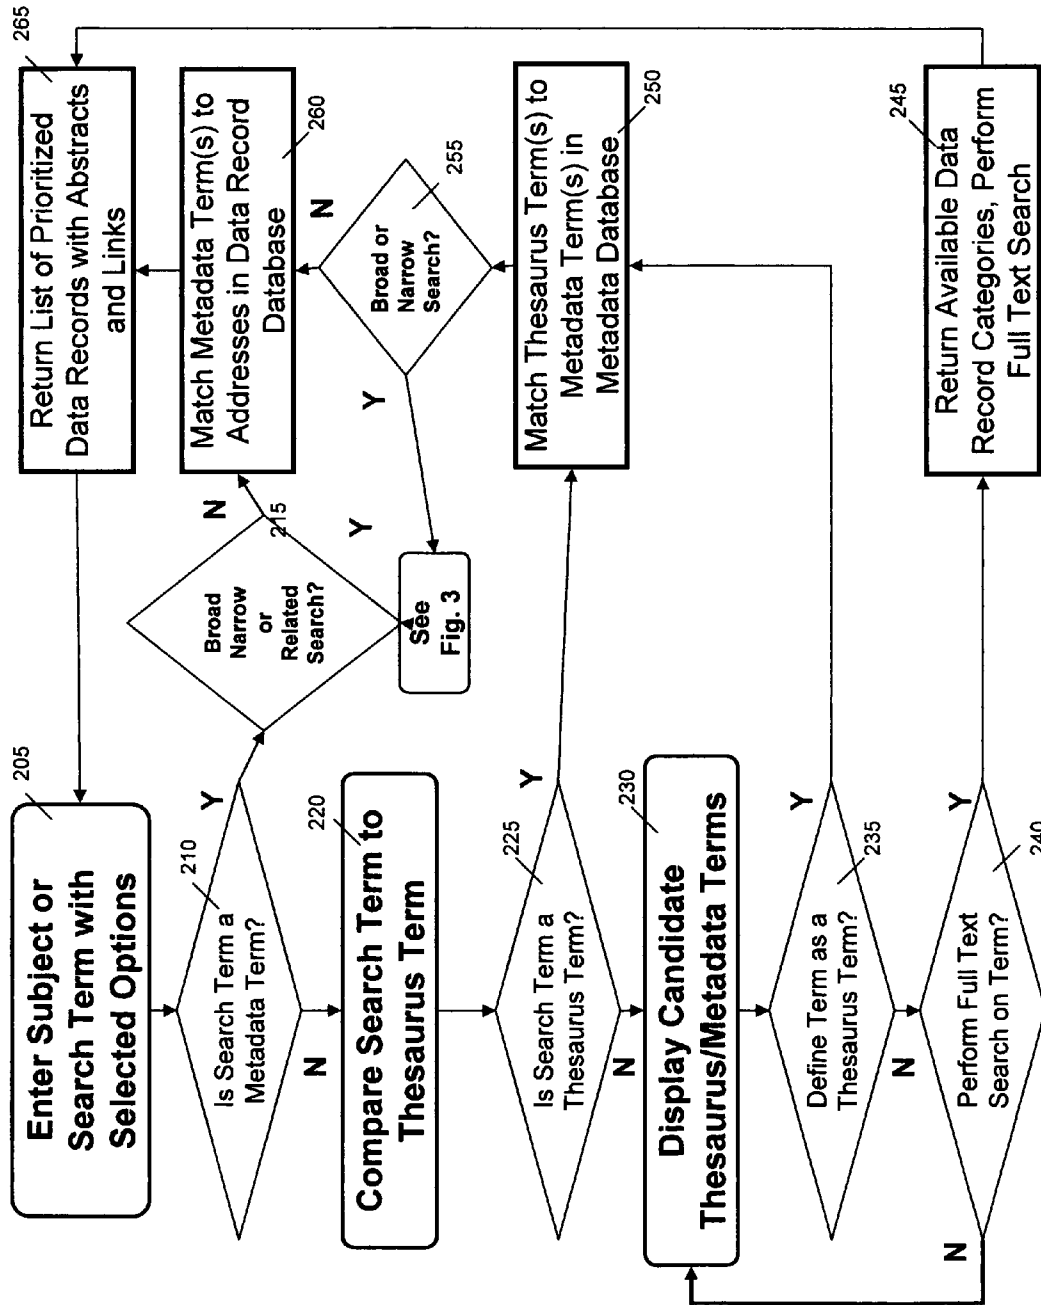 205
Enter Subject or
Search Term with
Selected Options
210
Is Search Term a
Metadata Term?
Y
N
215
Broad
Narrow
or
Related
Search?
N
Y
See
Fig. 3
220
Compare Search Term to
Thesaurus Term
225
Is Search Term a
Thesaurus Term?
Y
N
230
Display Candidate
Thesaurus/Metadata Terms
235
Define Term as a
Thesaurus Term?
Y
N
240
Perform Full Text
Search on Term?
Y
N
245
Return Available Data
Record Categories, Perform
Full Text Search
250
Match Thesaurus Term(s) to
Metadata Term(s) in
Metadata Database
255
Broad or
Narrow
Search?
Y
N
260
Match Metadata Term(s) to
Addresses in Data Record
Database
265
Return List of Prioritized
Data Records with Abstracts
and Links